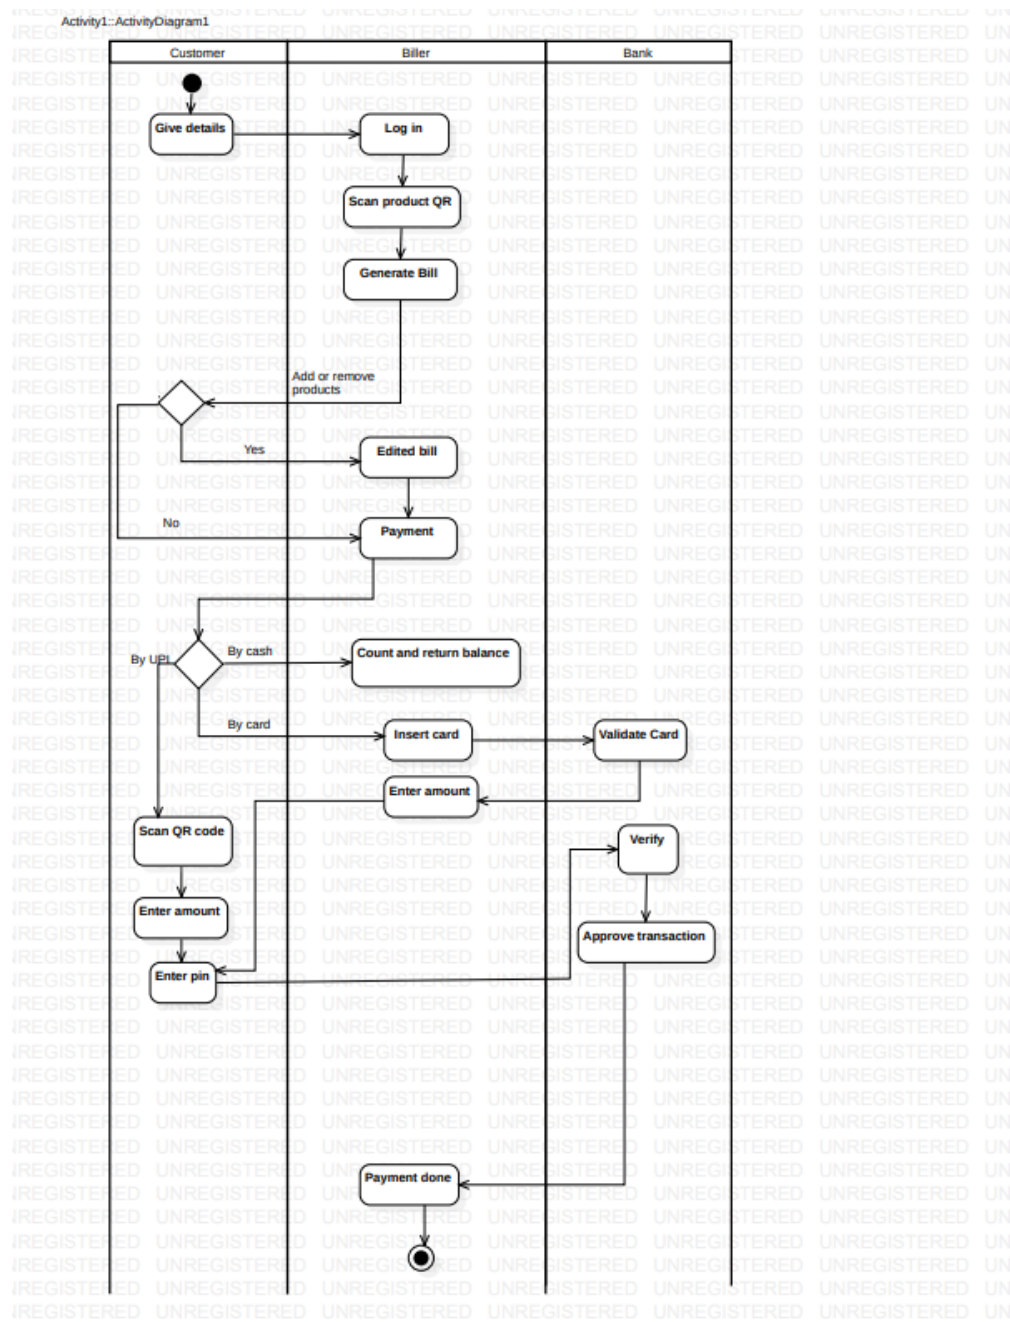 Activity1::ActivityDiagram1
Customer
Biller
Bank
Give details
Log in
Scan product QR
Generate Bill
Add or remove
products
Yes
Edited bill
No
Payment
By UPI
By cash
Count and return balance
By card
Insert card
Validate Card
Enter amount
Scan QR code
Verify
Enter amount
Approve transaction
Enter pin
Payment done
UNREGISTERED